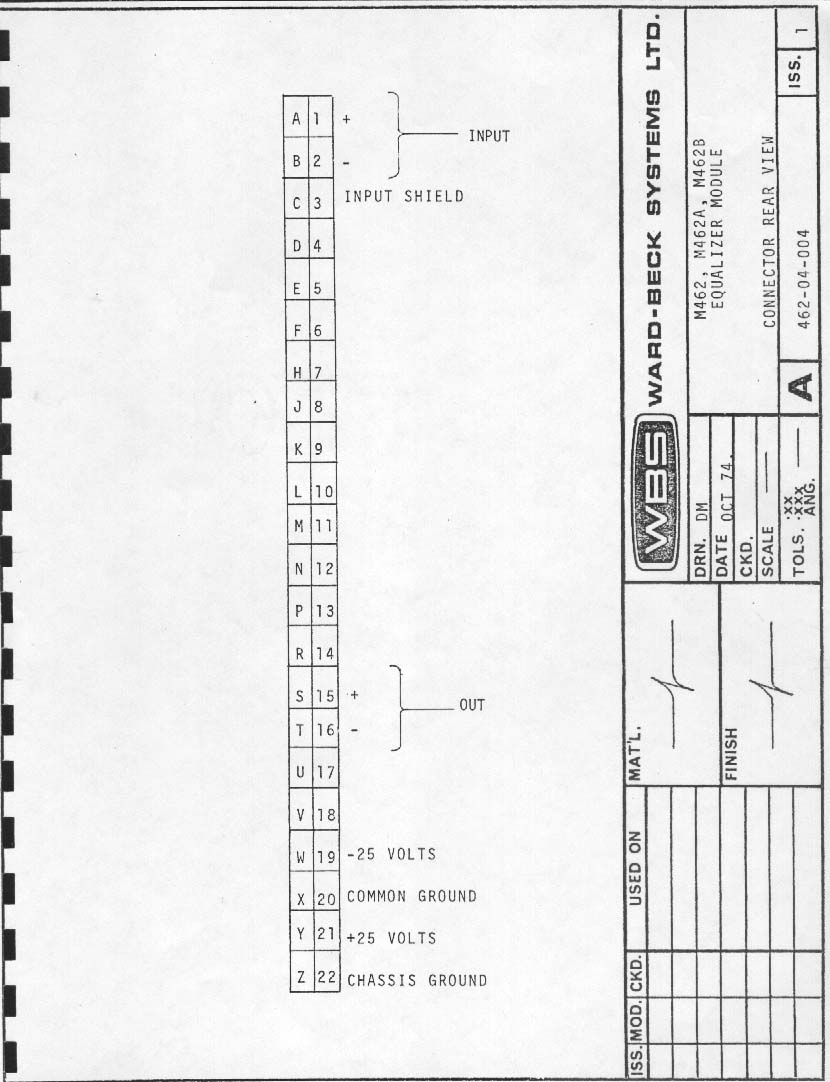 A 1 +
INPUT
B 2 -
C 3 INPUT SHIELD
D 4
E 5
F 6
H 7
J 8
K 9
L 10
M 11
N 12
P 13
R 14
S 15 +
OUT
T 16 -
U 17
V 18
W 19 -25 VOLTS
X 20 COMMON GROUND
Y 21 +25 VOLTS
Z 22 CHASSIS GROUND
ISS. MOD. CKD. USED ON
MAT'L.
FINISH
WBS WARD-BECK SYSTEMS LTD.
DRN. DM
DATE OCT 74.
CKD.
SCALE
TOLS. .XX
.XXX
ANG.
M462, M462A, M462B
EQUALIZER MODULE
CONNECTOR REAR VIEW
A 462-04-004 ISS. 1